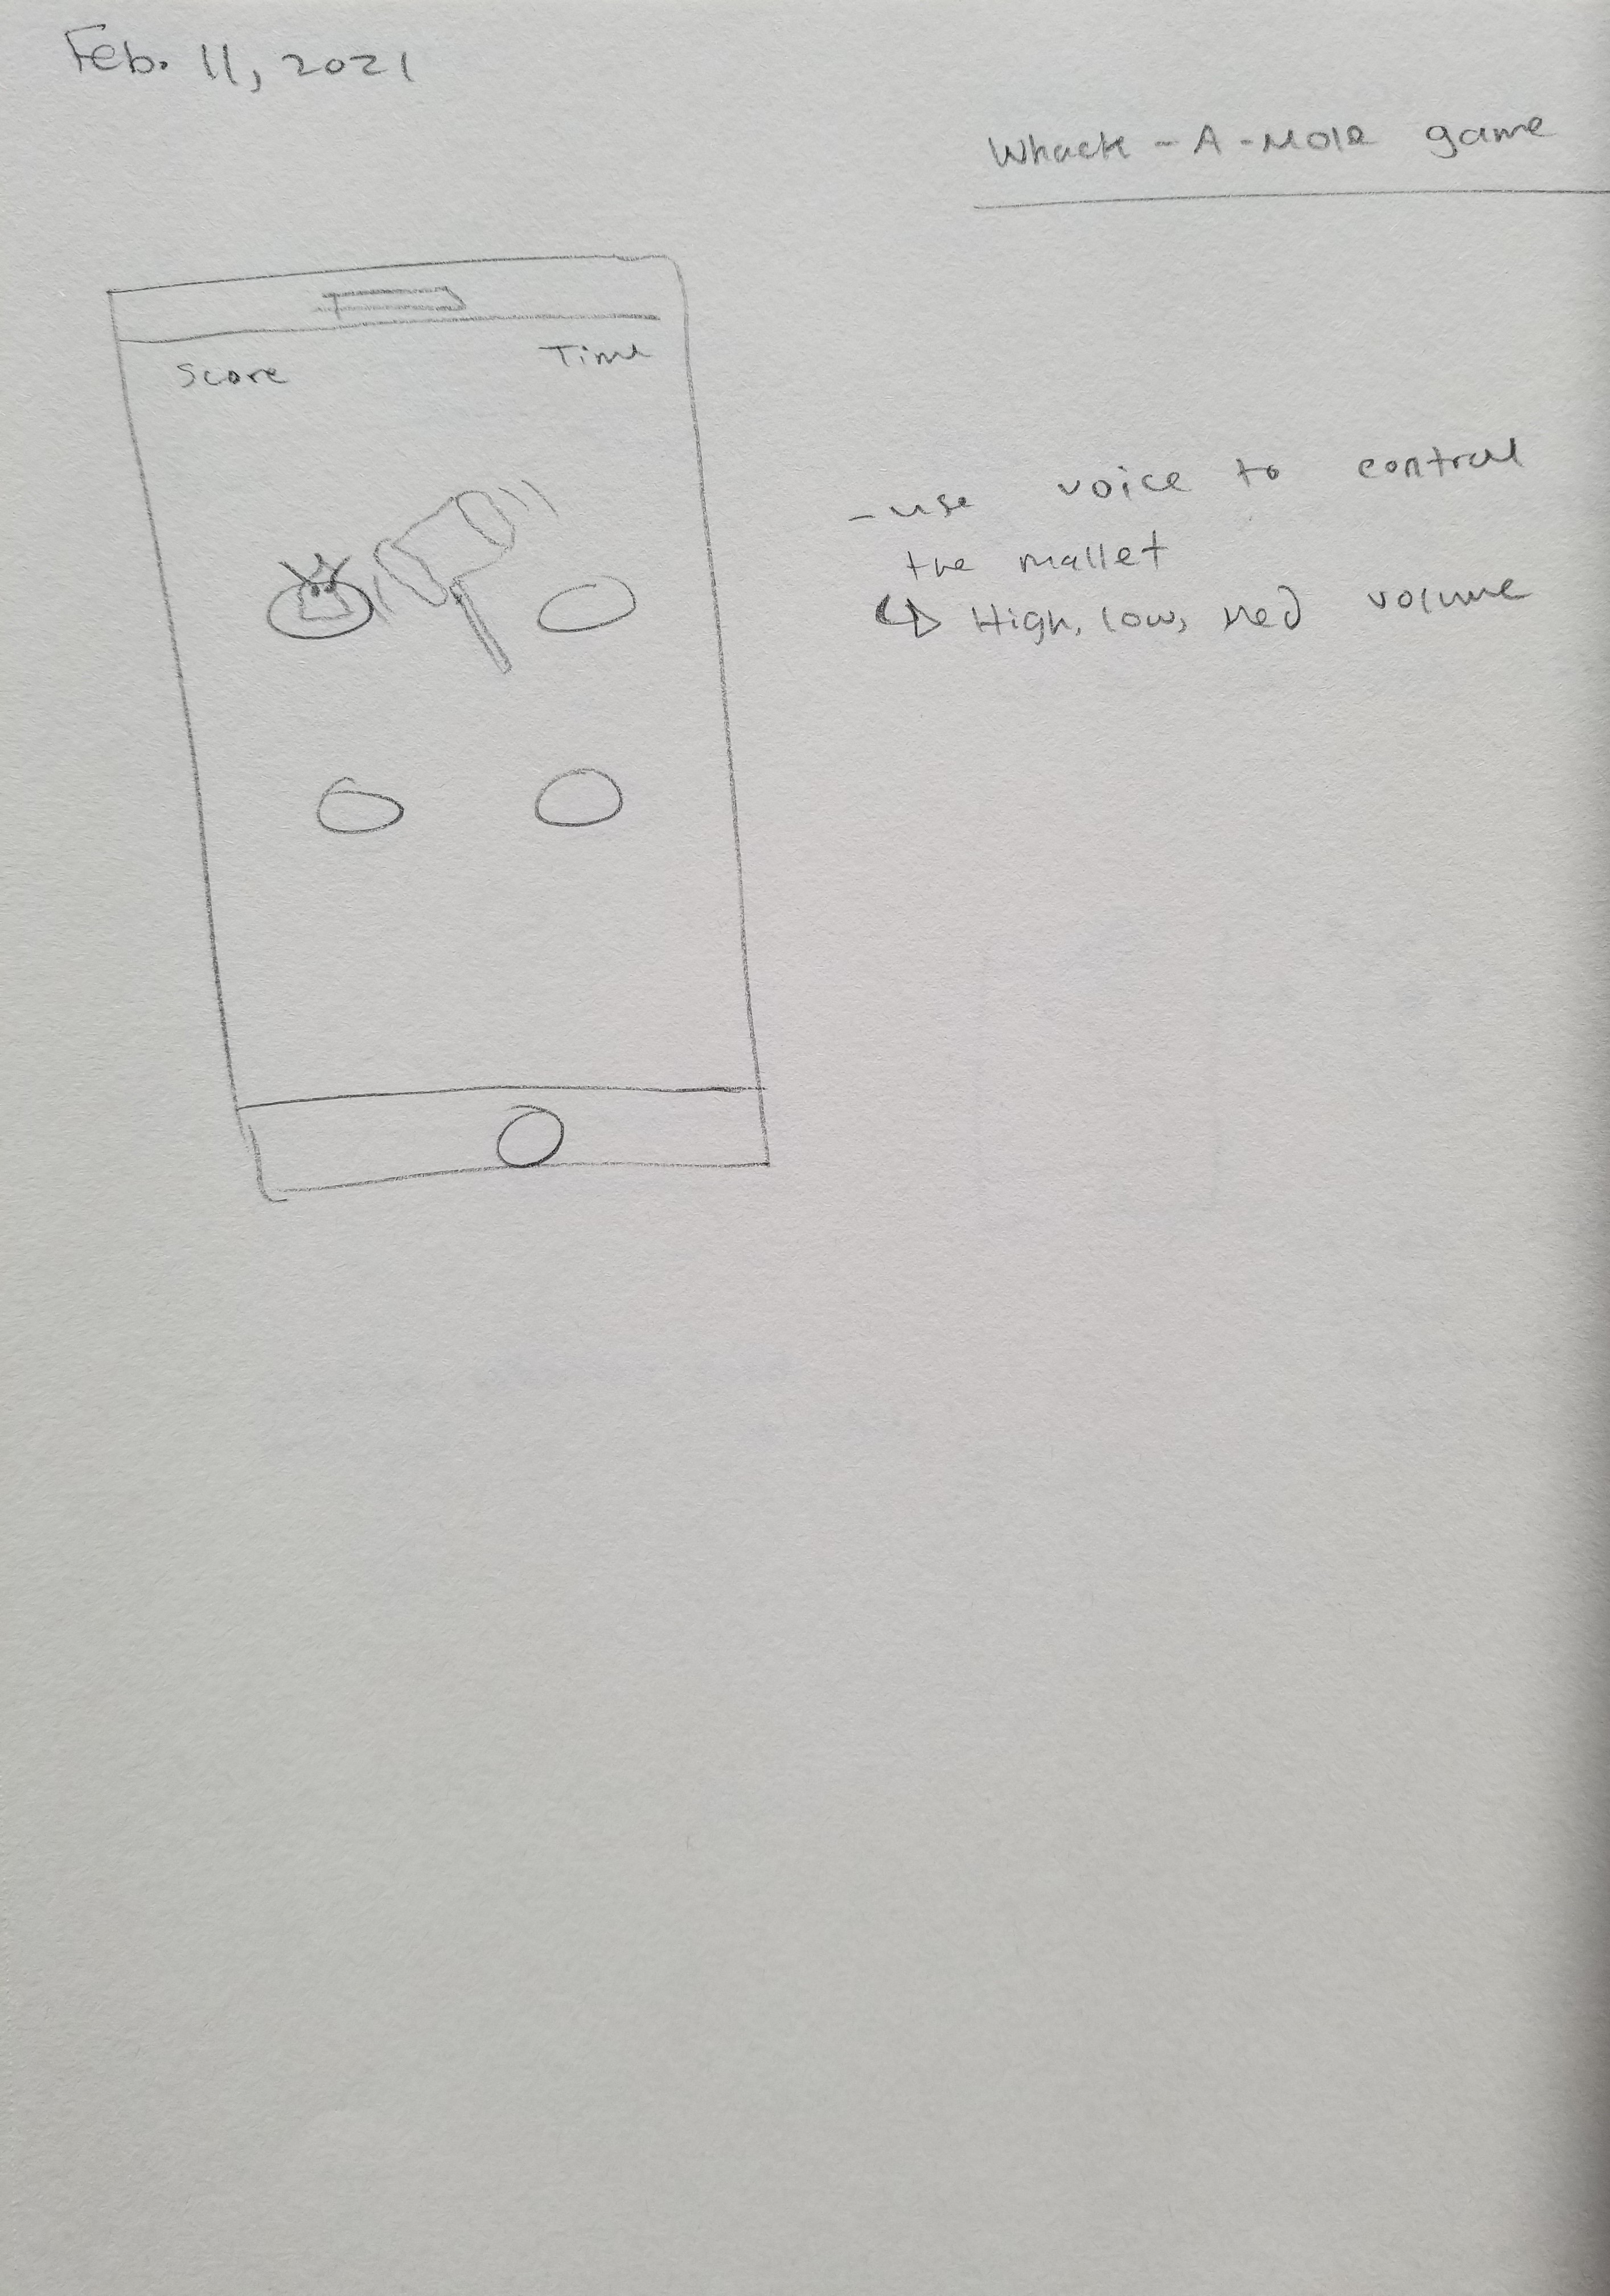 Feb. 11, 2021
Whack-A-Mole game
Score
Time
- use voice to control
the mallet
↳ High, low, Med volume